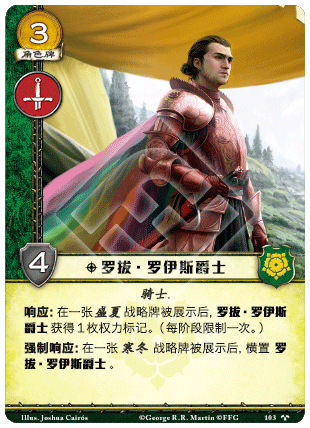 3
角色牌
4
罗拔·罗伊斯爵士
骑士.
响应: 在一张 盛夏 战略牌被展示后, 罗拔·罗伊斯
爵士 获得1枚权力标记。(每阶段限制一次。)
强制响应: 在一张 寒冬 战略牌被展示后, 横置 罗
拔·罗伊斯爵士。
Illus. Joshua Cairós
©George R.R. Martin ©FFG
103